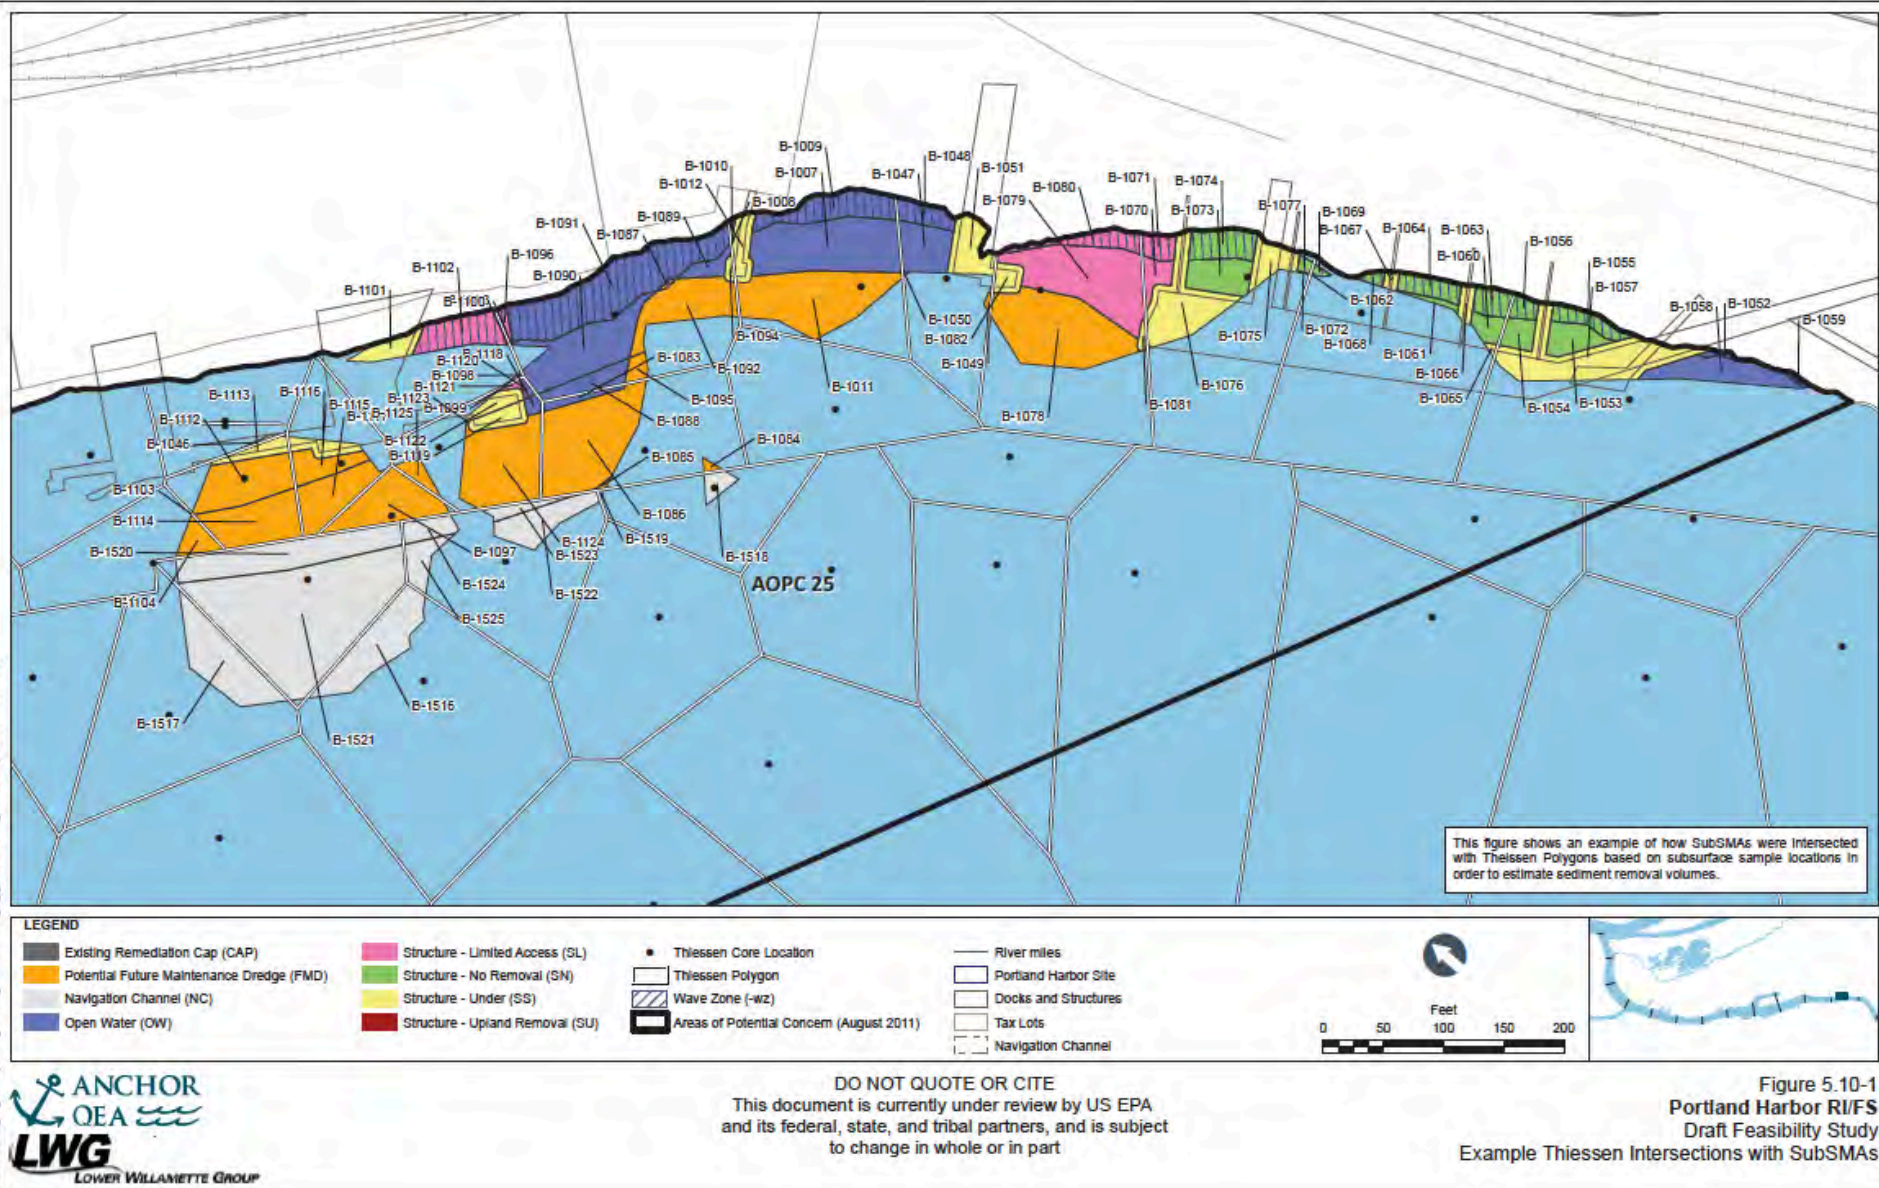 B-1009
B-1010
B-1007
B-1048
B-1047
B-1051
B-1012
B-1008
B-1080
B-1071
B-1074
B-1079
B-1070
B-1073
B-1077
B-1069
B-1067
B-1064
B-1063
B-1056
B-1060
B-1055
B-1057
B-1091
B-1089
B-1087
B-1096
B-1090
B-1102
B-1101
B-1058
B-1052
B-1059
B-1062
B-1094
B-1050
B-1082
B-1049
B-1075
B-1072
B-1068
B-1061
B-1066
B-1065
B-1118
B-1120
B-1098
B-1121
B-1123
B-1099
B-1125
B-1083
B-1092
B-1011
B-1095
B-1088
B-1078
B-1081
B-1076
B-1054
B-1053
B-1113
B-1116
B-1115
B-1112
B-1046
B-1122
B-1119
B-1084
B-1085
B-1103
B-1114
B-1086
B-1520
B-1097
B-1124
B-1523
B-1519
B-1518
B-1524
B-1522
B-1104
B-1525
AOPC 25
B-1517
B-1516
B-1521
This figure shows an example of how SubSMAs were intersected
with Theissen Polygons based on subsurface sample locations in
order to estimate sediment removal volumes.
LEGEND
Existing Remediation Cap (CAP)
Potential Future Maintenance Dredge (FMD)
Navigation Channel (NC)
Open Water (OW)
Structure - Limited Access (SL)
Structure - No Removal (SN)
Structure - Under (SS)
Structure - Upland Removal (SU)
Thiessen Core Location
Thiessen Polygon
Wave Zone (-wz)
Areas of Potential Concern (August 2011)
River miles
Portland Harbor Site
Docks and Structures
Tax Lots
Navigation Channel
Feet
0 50 100 150 200
ANCHOR
QEA
LWG
LOWER WILLAMETTE GROUP
DO NOT QUOTE OR CITE
This document is currently under review by US EPA
and its federal, state, and tribal partners, and is subject
to change in whole or in part
Figure 5.10-1
Portland Harbor RI/FS
Draft Feasibility Study
Example Thiessen Intersections with SubSMAs